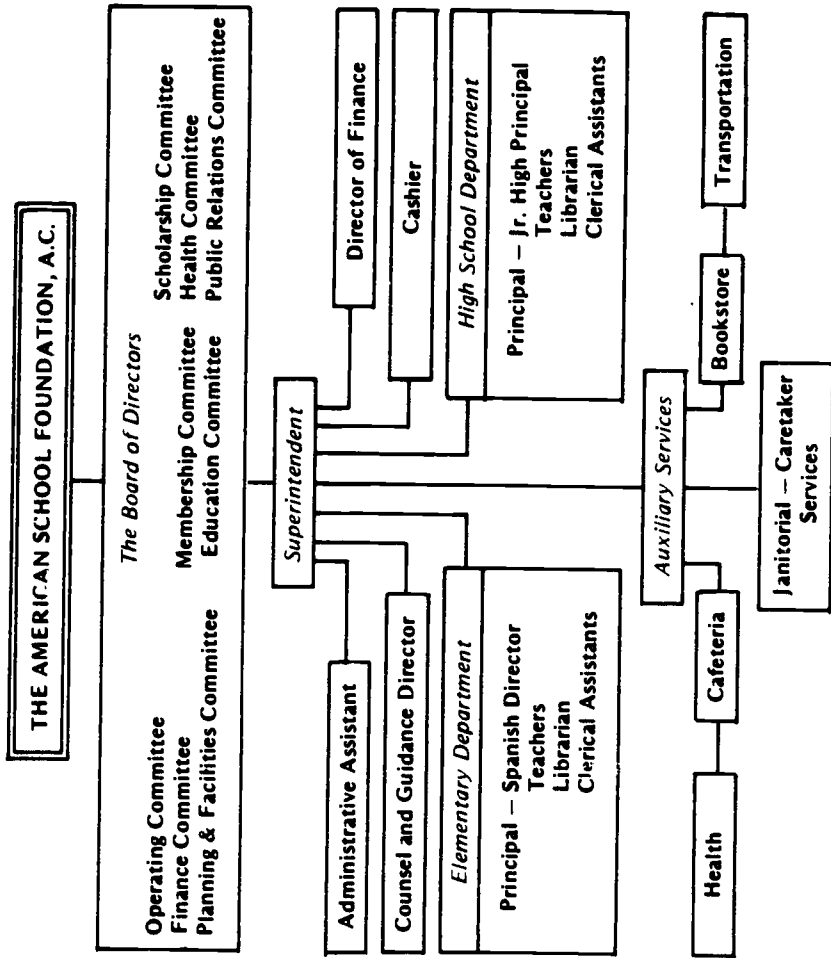 THE AMERICAN SCHOOL FOUNDATION, A.C.
The Board of Directors
Operating Committee
Finance Committee
Planning & Facilities Committee
Membership Committee
Education Committee
Scholarship Committee
Health Committee
Public Relations Committee
Superintendent
Administrative Assistant
Director of Finance
Counsel and Guidance Director
Cashier
Elementary Department
Principal – Spanish Director
Teachers
Librarian
Clerical Assistants
High School Department
Principal – Jr. High Principal
Teachers
Librarian
Clerical Assistants
Auxiliary Services
Health
Cafeteria
Bookstore
Transportation
Janitorial – Caretaker
Services